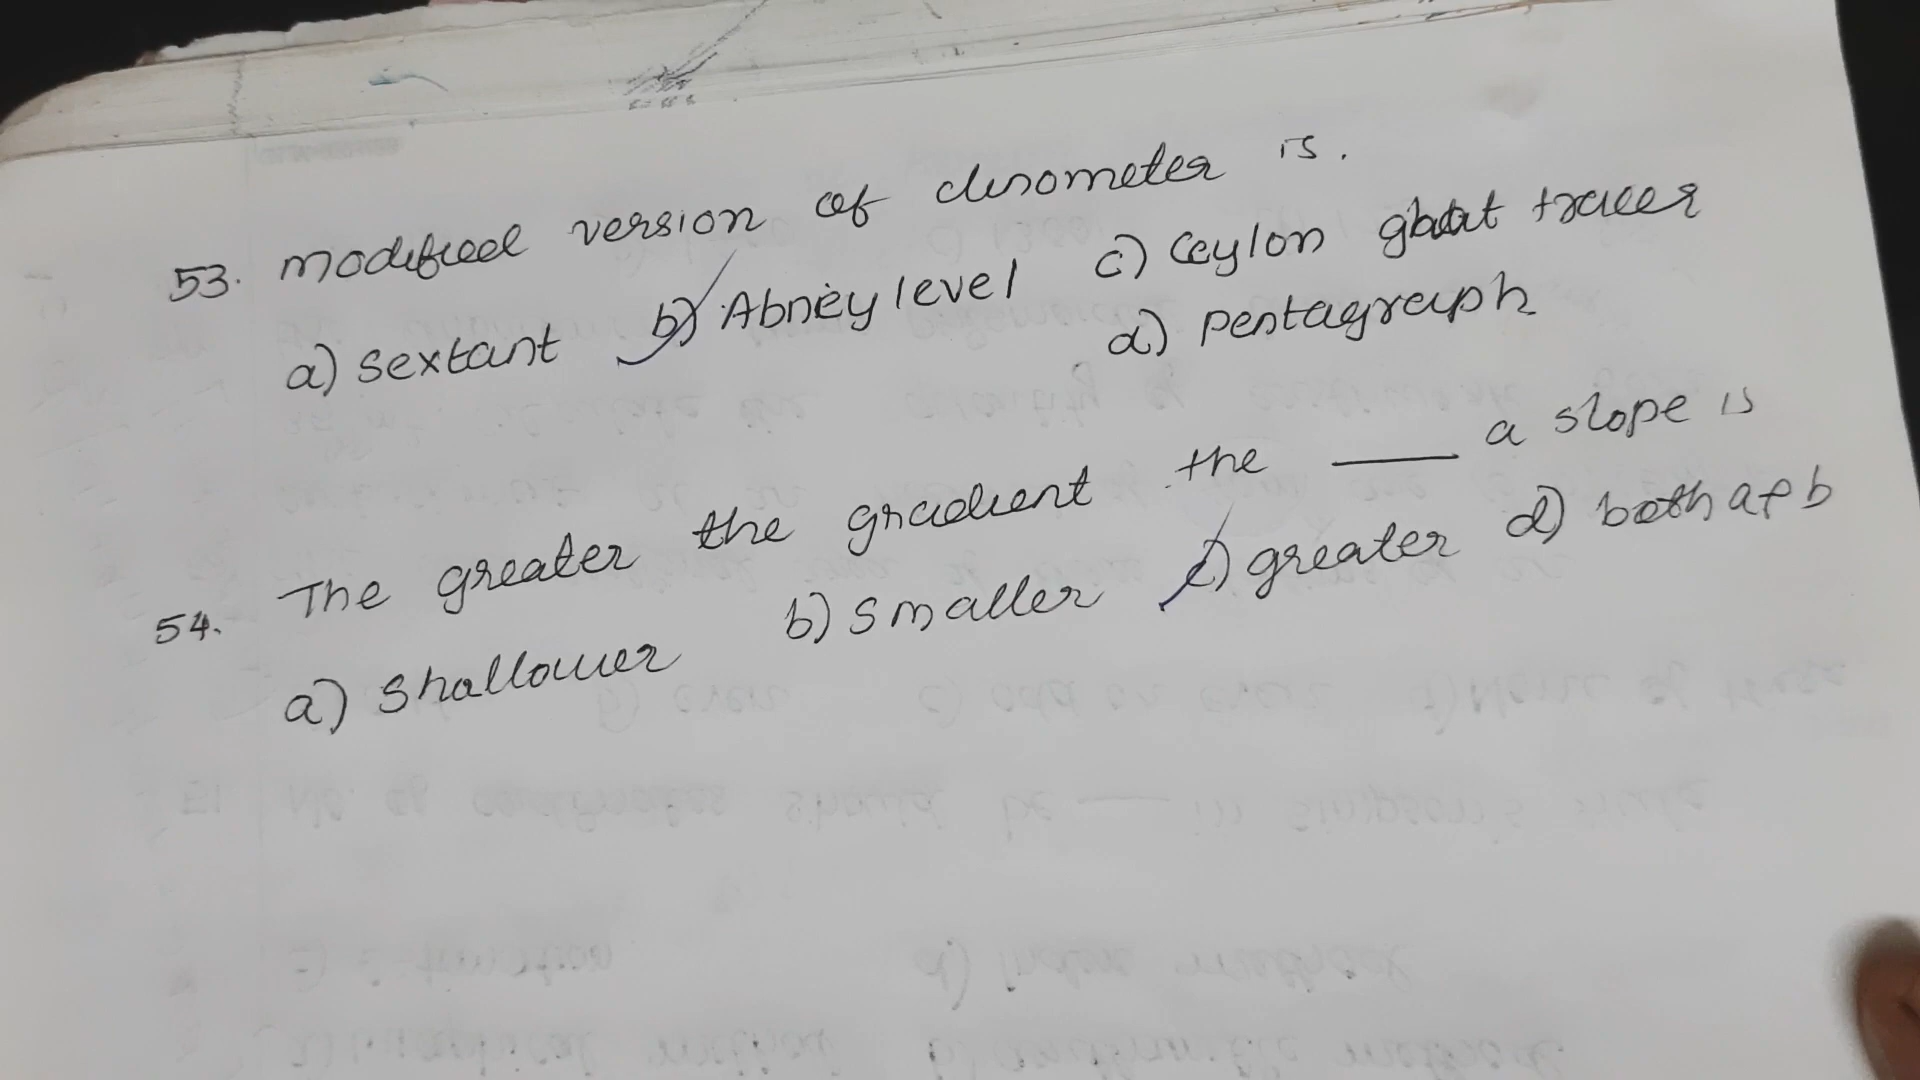 53. modified version of clinometer is.
a) sextant b) Abney level c) Ceylon ghat tracer
d) pentagraph
54. The greater the gradient the ____ a slope is
a) shallower b) smaller c) greater d) both a & b